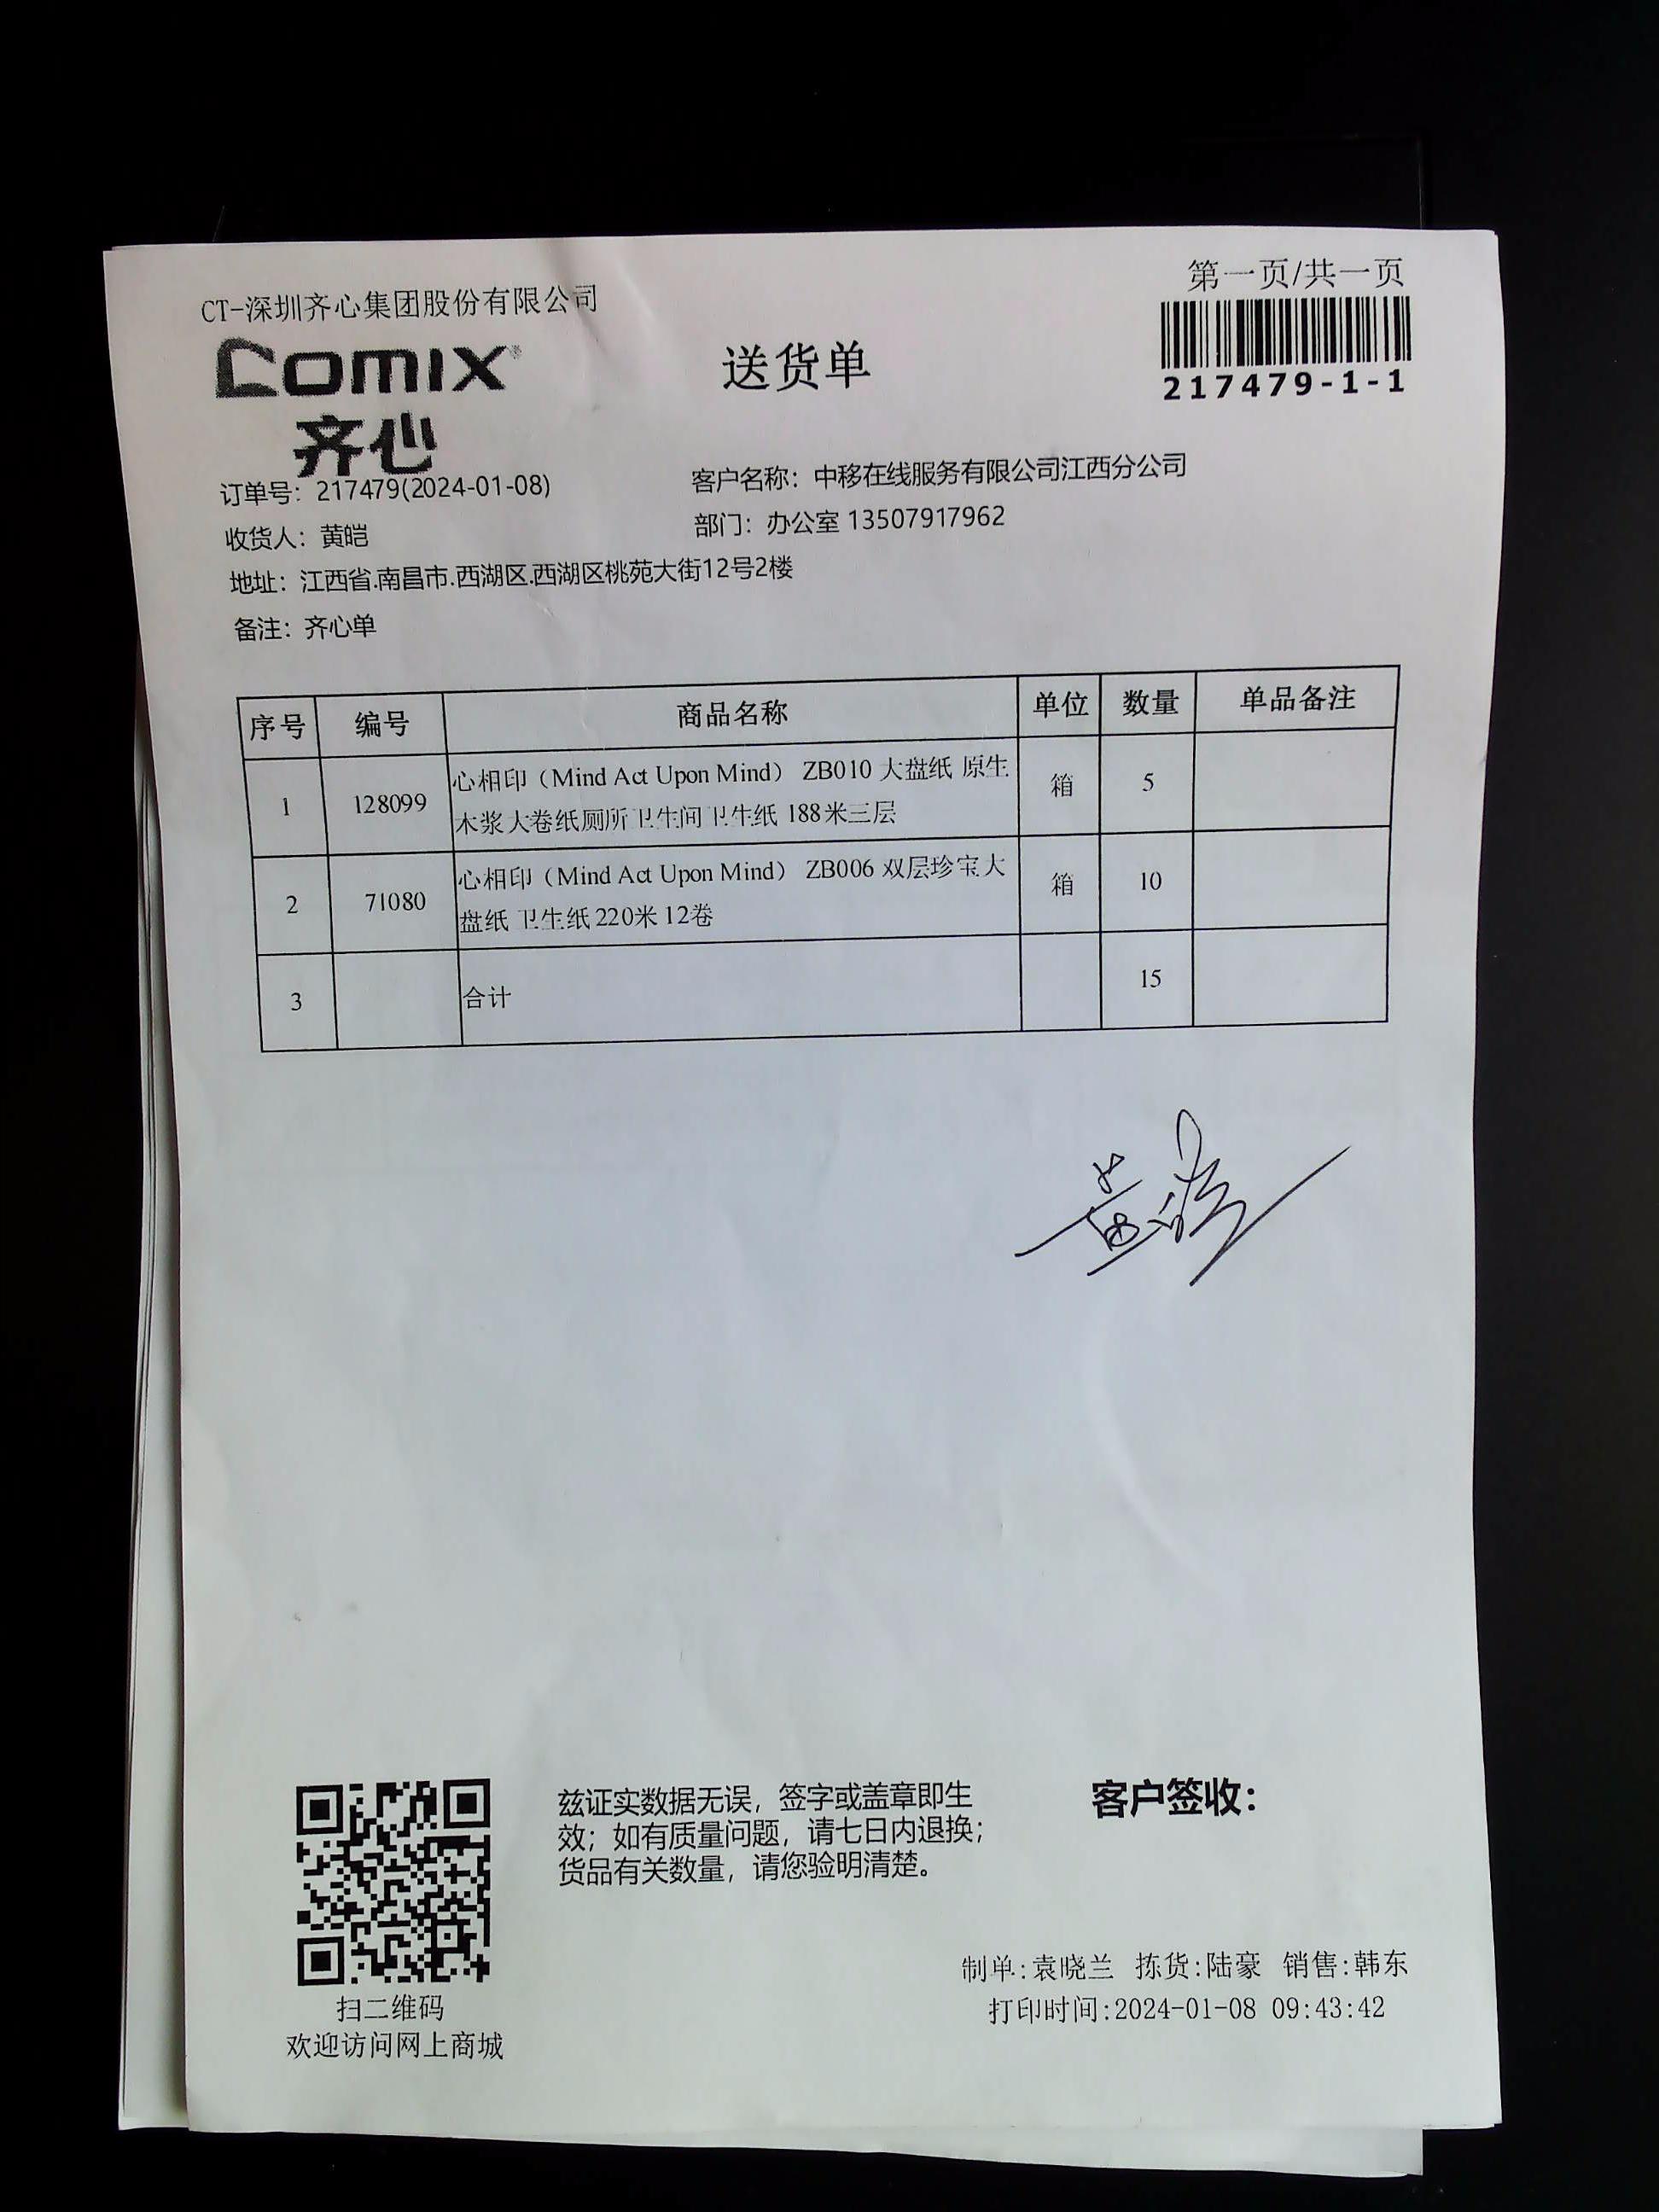 第一页/共一页
CT-深圳齐心集团股份有限公司
comix
齐心
送货单
217479-1-1
订单号：217479(2024-01-08)
客户名称：中移在线服务有限公司江西分公司
收货人：黄皑
部门：办公室 13507917962
地址：江西省.南昌市.西湖区.西湖区桃苑大街12号2楼
备注：齐心单
序号 编号 商品名称 单位 数量 单品备注
1 128099 心相印（Mind Act Upon Mind） ZB010 大盘纸 原生 箱 5
木浆大卷纸厕所卫生间卫生纸 188米三层
2 71080 心相印（Mind Act Upon Mind） ZB006 双层珍宝大 箱 10
盘纸 卫生纸 220米 12卷
3 合计 15
黄皑
兹证实数据无误，签字或盖章即生
效；如有质量问题，请七日内退换；
货品有关数量，请您验明清楚。
客户签收：
扫二维码
欢迎访问网上商城
制单:袁晓兰 拣货:陆豪 销售:韩东
打印时间:2024-01-08 09:43:42